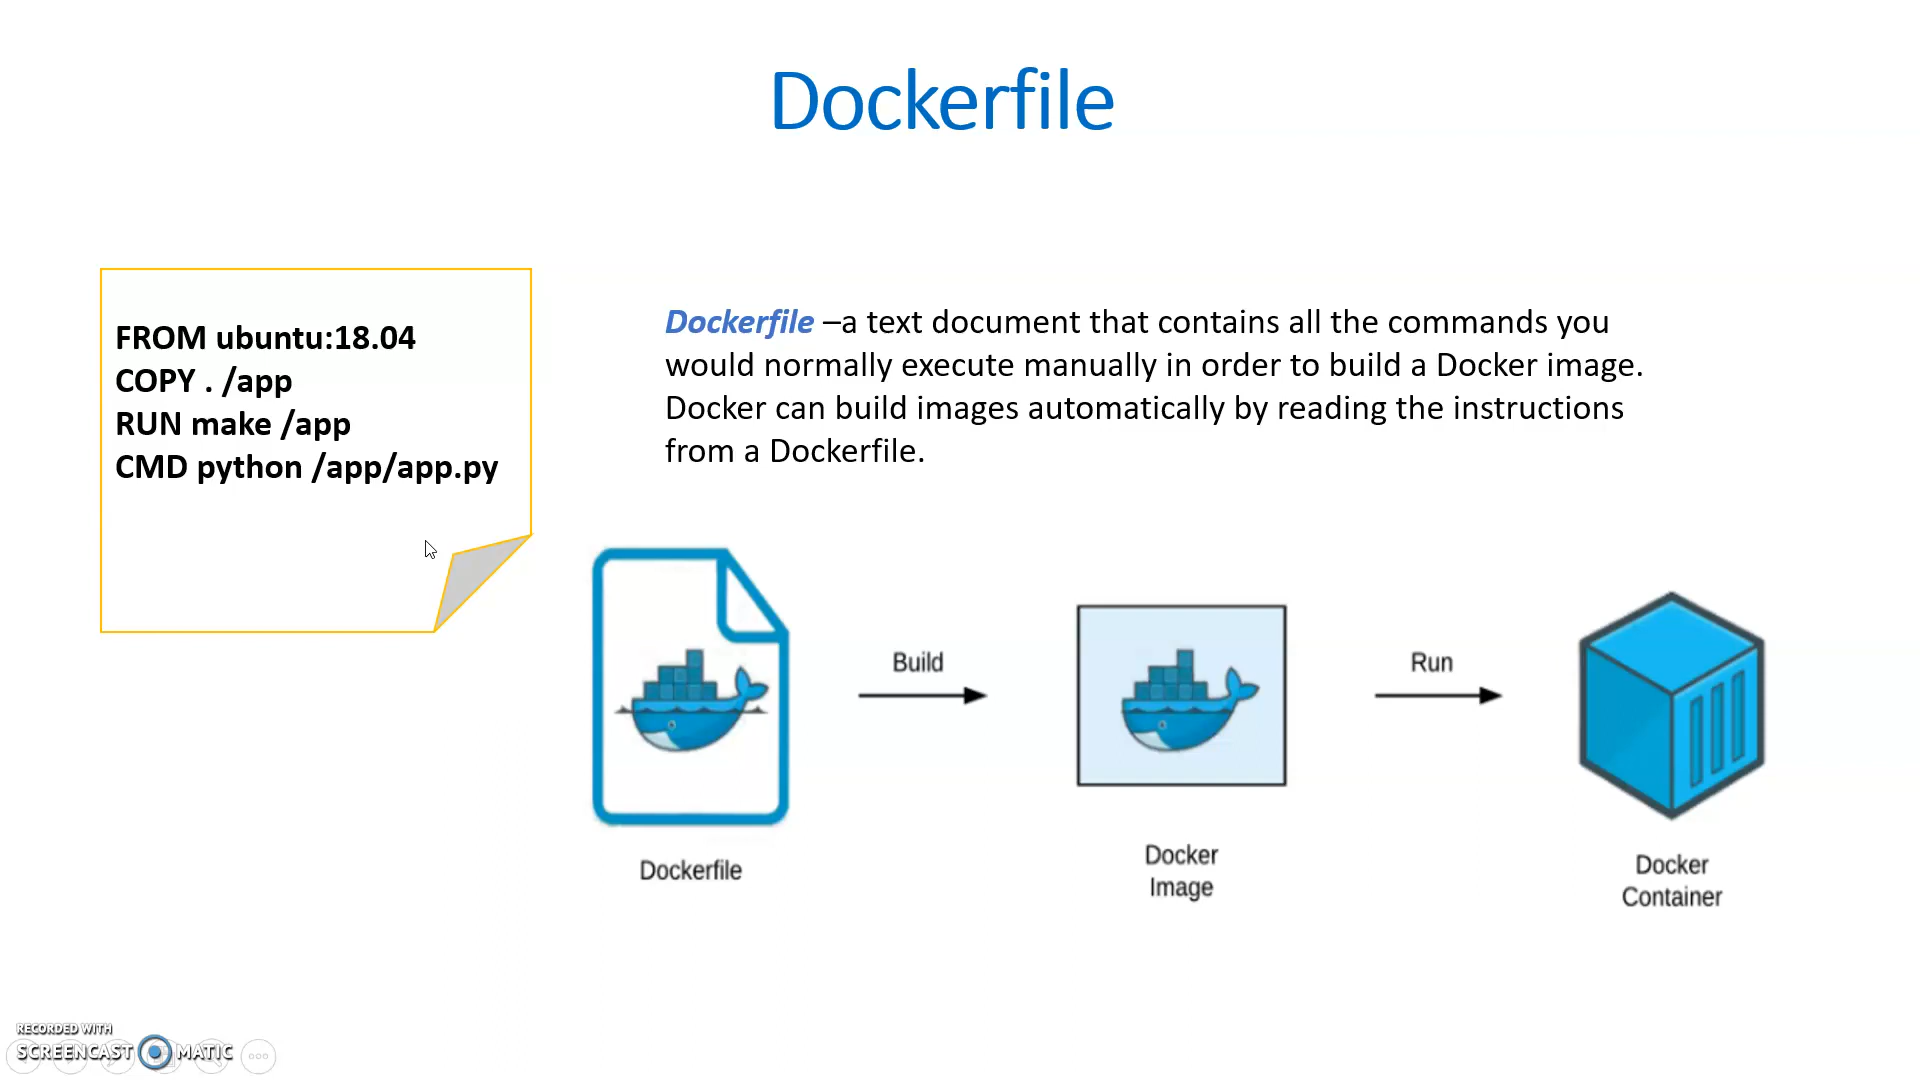 Dockerfile
FROM ubuntu:18.04
COPY . /app
RUN make /app
CMD python /app/app.py
Dockerfile –a text document that contains all the commands you
would normally execute manually in order to build a Docker image.
Docker can build images automatically by reading the instructions
from a Dockerfile.
Build
Run
Dockerfile
Docker
Image
Docker
Container
RECORDED WITH
SCREENCAST MATIC